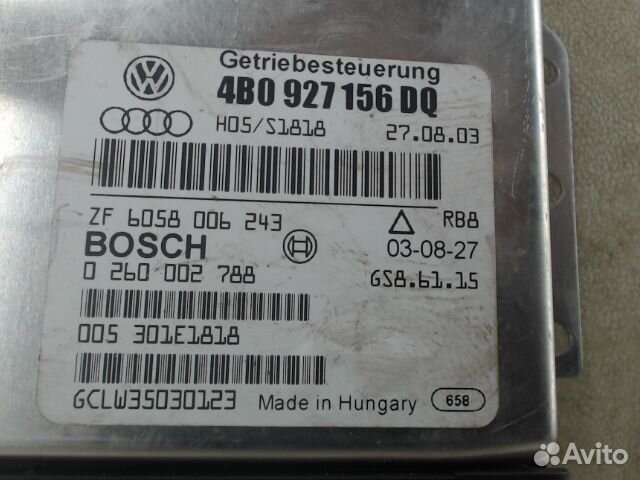 Getriebesteuerung
4B0 927 156 DQ
H05/S1818 27.08.03
ZF 6058 006 243 RB8
BOSCH 03-08-27
0 260 002 788 GS8.61.15
005 301E1818
GCLW35030123 Made in Hungary 658
Avito